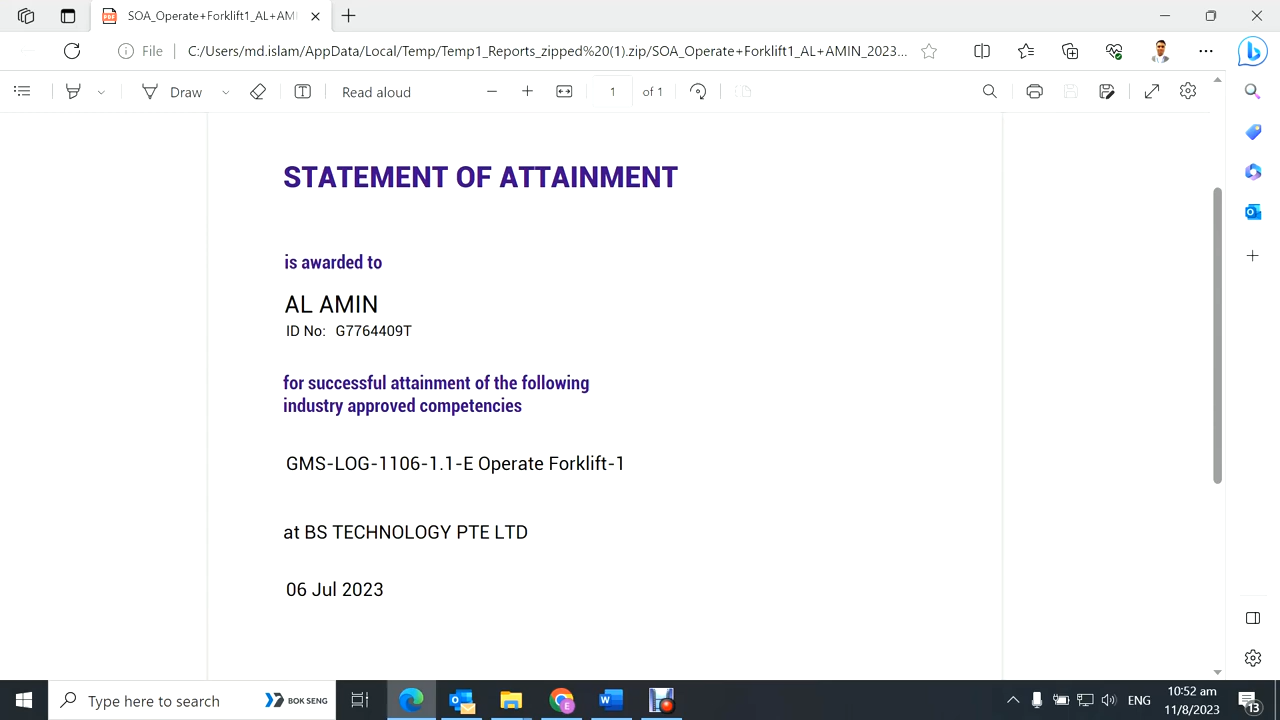 SOA_Operate+Forklift1_AL+AMI
File
C:/Users/md.islam/AppData/Local/Temp/Temp1_Reports_zipped%20(1).zip/SOA_Operate+Forklift1_AL+AMIN_2023...
Draw
Read aloud
1 of 1
STATEMENT OF ATTAINMENT
is awarded to
AL AMIN
ID No: G7764409T
for successful attainment of the following
industry approved competencies
GMS-LOG-1106-1.1-E Operate Forklift-1
at BS TECHNOLOGY PTE LTD
06 Jul 2023
Type here to search
BOK SENG
ENG
10:52 am
11/8/2023
13